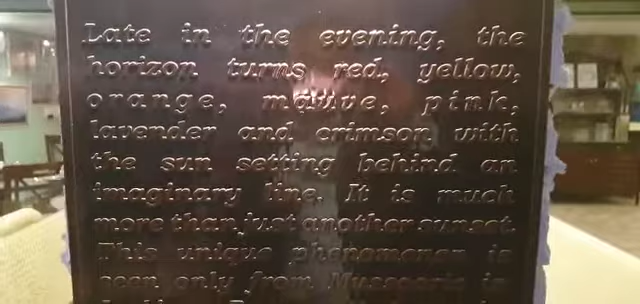 Late in the evening, the
horizon turns red, yellow,
orange, mauve, pink,
lavender and crimson with
the sun setting behind an
imaginary line. It is much
more than just another sunset.
This unique phenomenon is
seen only from Mussoorie in